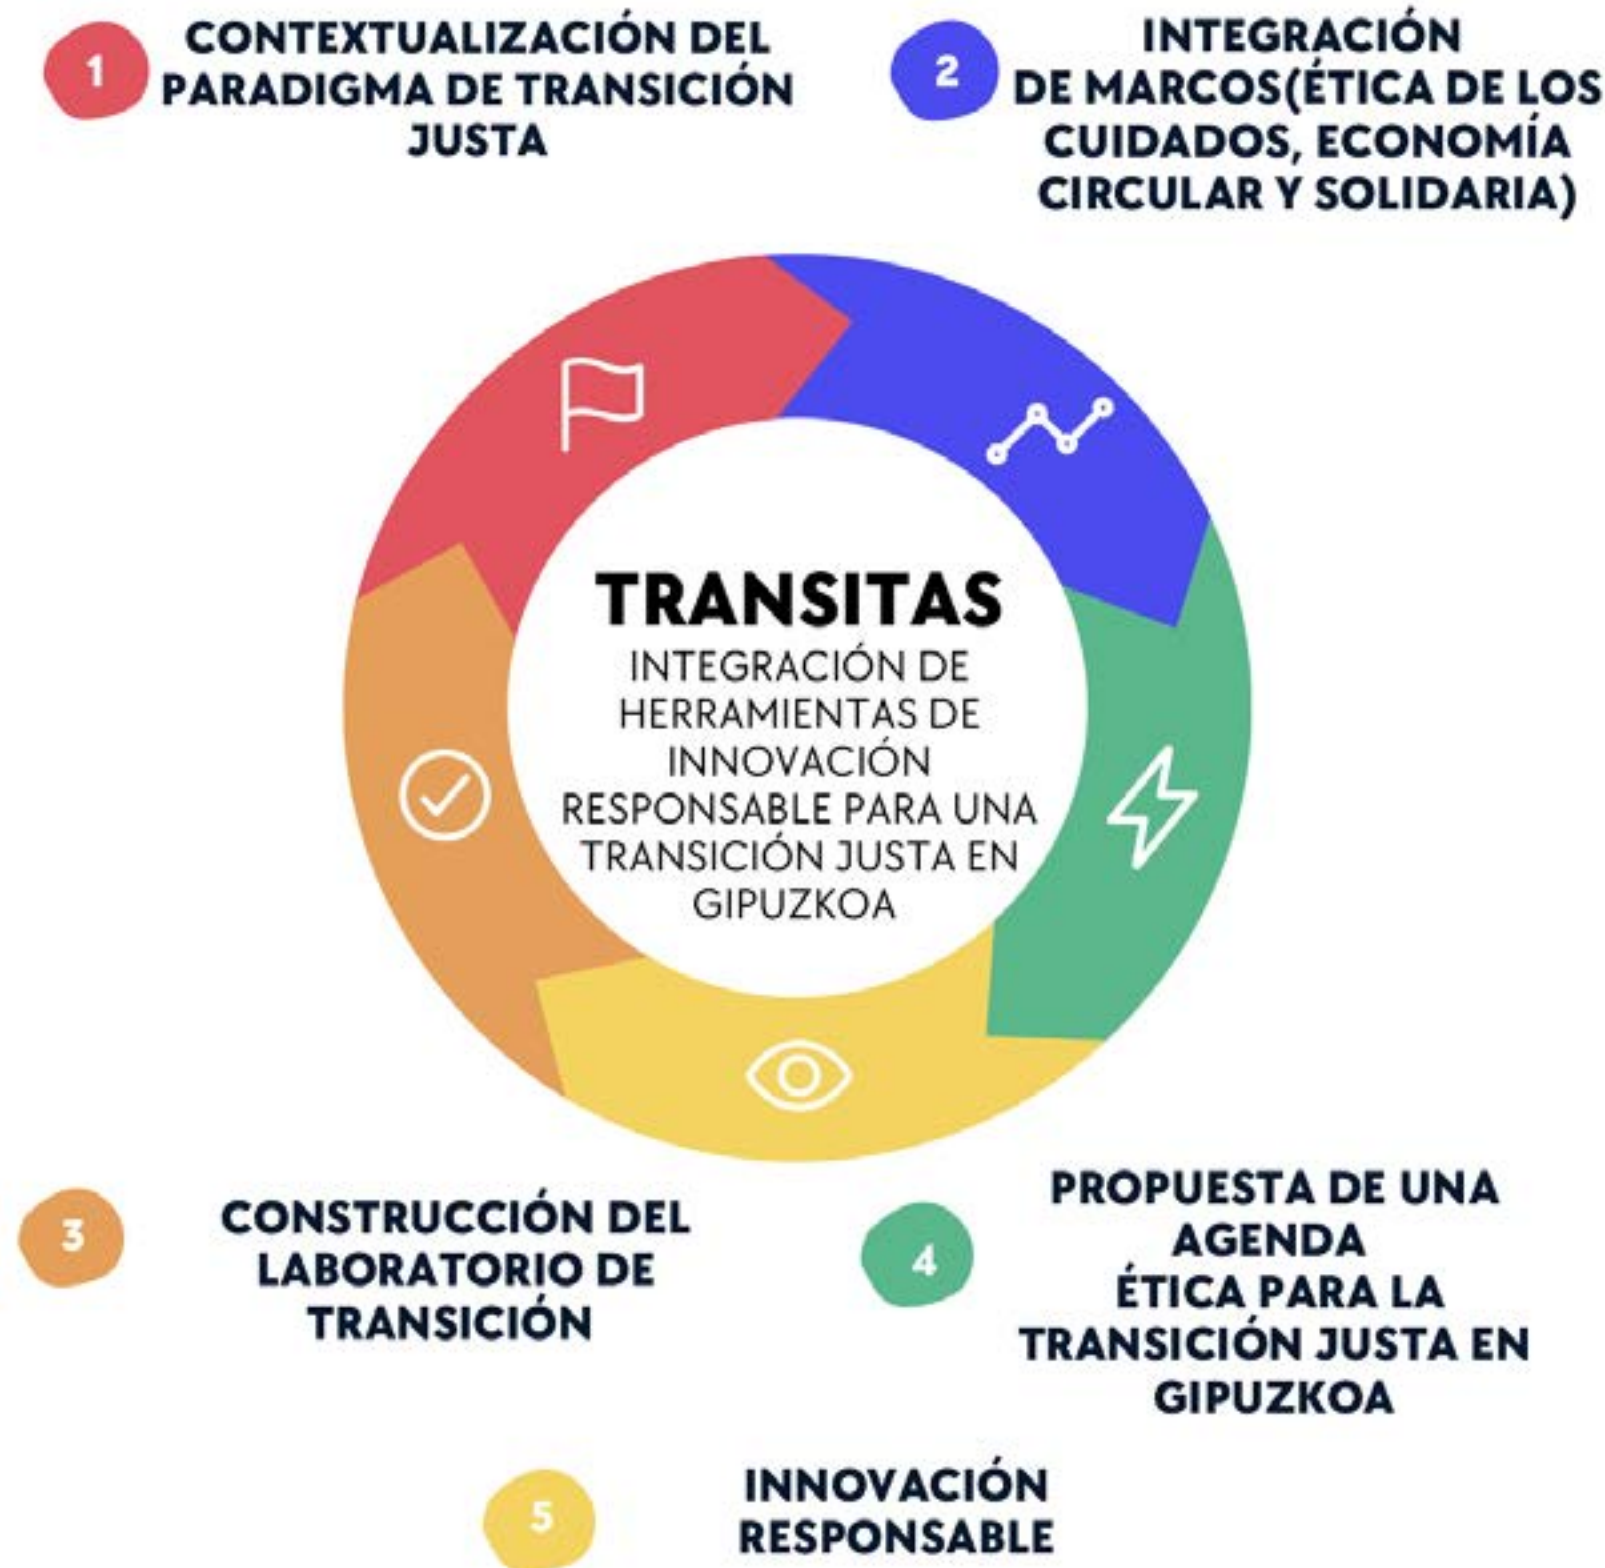 1
CONTEXTUALIZACIÓN DEL
PARADIGMA DE TRANSICIÓN
JUSTA
2
INTEGRACIÓN
DE MARCOS(ÉTICA DE LOS
CUIDADOS, ECONOMÍA
CIRCULAR Y SOLIDARIA)
TRANSITAS
INTEGRACIÓN DE
HERRAMIENTAS DE
INNOVACIÓN
RESPONSABLE PARA UNA
TRANSICIÓN JUSTA EN
GIPUZKOA
3
CONSTRUCCIÓN DEL
LABORATORIO DE
TRANSICIÓN
4
PROPUESTA DE UNA
AGENDA
ÉTICA PARA LA
TRANSICIÓN JUSTA EN
GIPUZKOA
5
INNOVACIÓN
RESPONSABLE